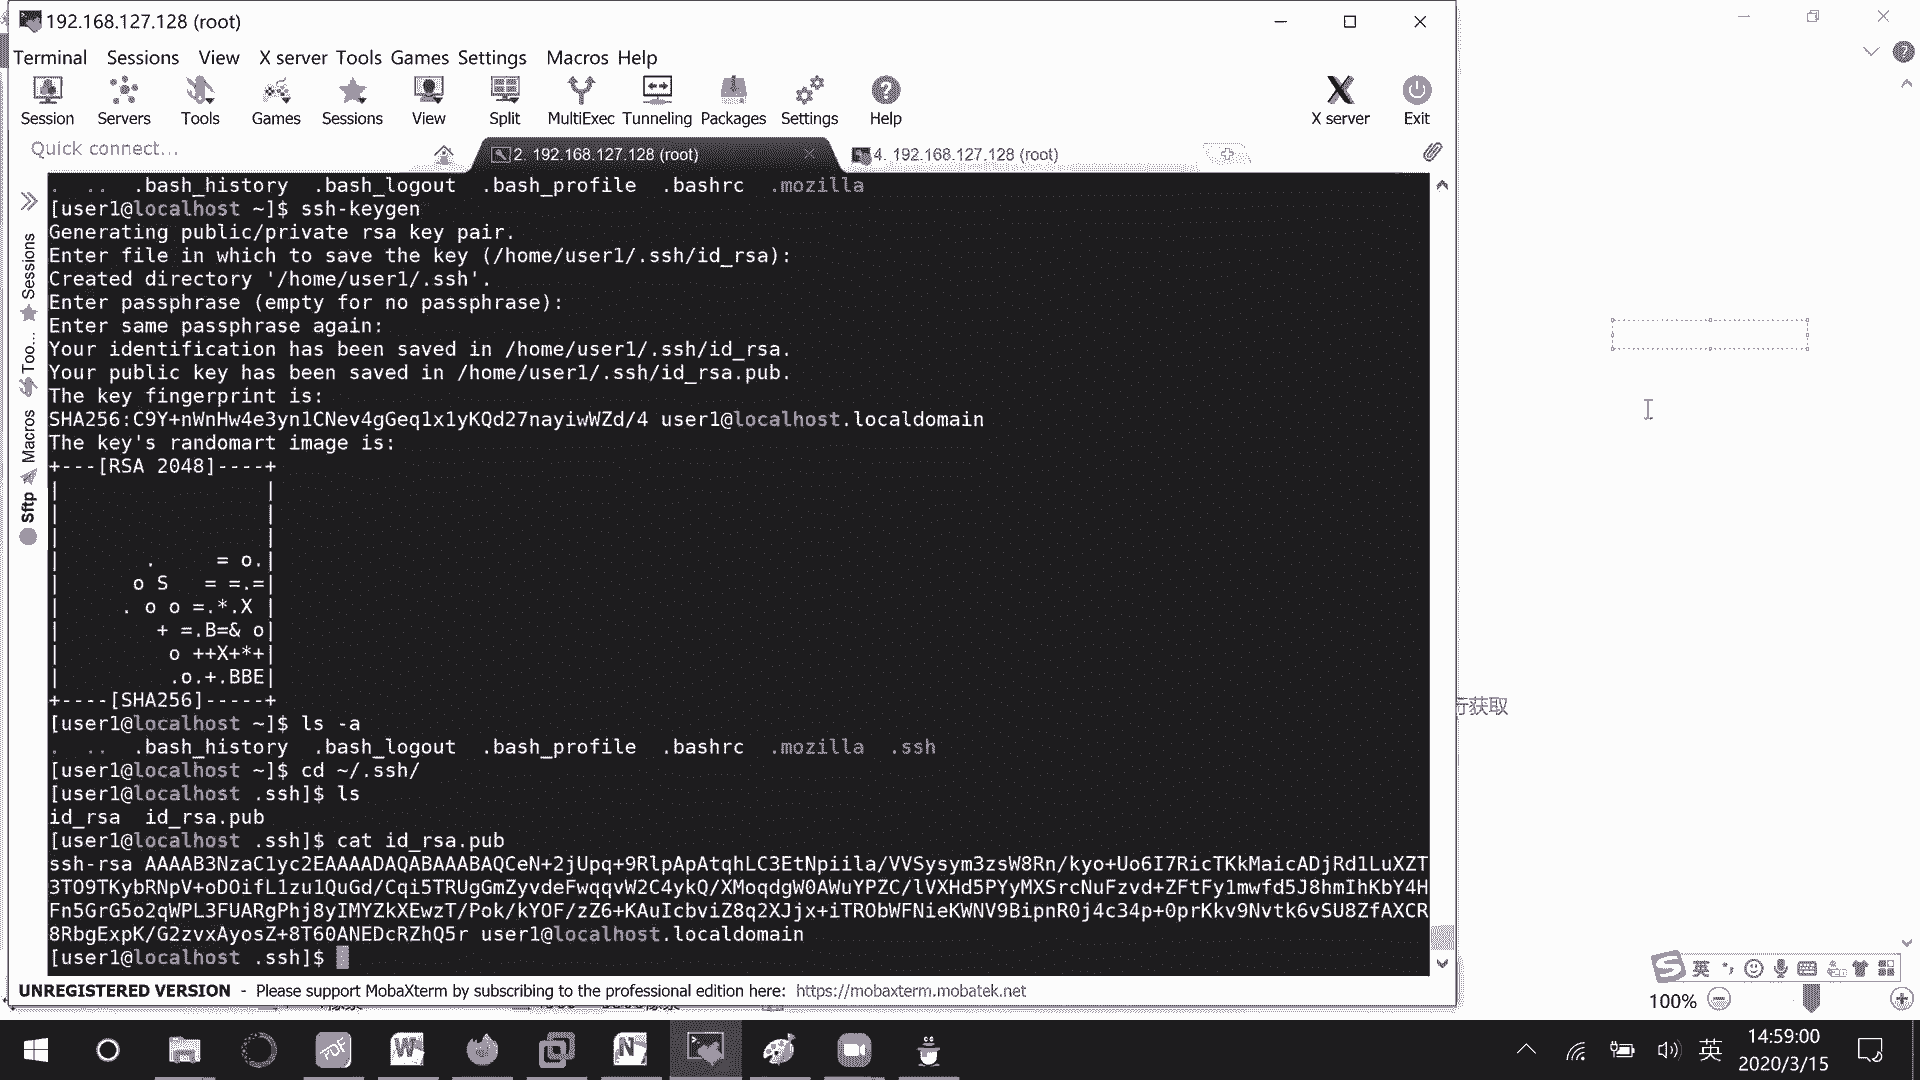 192.168.127.128 (root)
Terminal Sessions View X server Tools Games Settings Macros Help
Session Servers Tools Games Sessions View Split MultiExec Tunneling Packages Settings Help X server Exit
Quick connect...
2. 192.168.127.128 (root)
4. 192.168.127.128 (root)
Sessions
Too...
Macros
Sftp
. .. .bash_history .bash_logout .bash_profile .bashrc .mozilla
[user1@localhost ~]$ ssh-keygen
Generating public/private rsa key pair.
Enter file in which to save the key (/home/user1/.ssh/id_rsa):
Created directory '/home/user1/.ssh'.
Enter passphrase (empty for no passphrase):
Enter same passphrase again:
Your identification has been saved in /home/user1/.ssh/id_rsa.
Your public key has been saved in /home/user1/.ssh/id_rsa.pub.
The key fingerprint is:
SHA256:C9Y+nWnHw4e3yn1CNev4gGeq1x1yKQd27nayiwWZd/4 user1@localhost.localdomain
The key's randomart image is:
+---[RSA 2048]----+
|                 |
|                 |
|                 |
|       .     = o.|
|      o S   = =.=|
|     . o o =.*.X |
|        + =.B=& o|
|         o ++X+*+|
|         .o.+.BBE|
+----[SHA256]-----+
[user1@localhost ~]$ ls -a
. .. .bash_history .bash_logout .bash_profile .bashrc .mozilla .ssh
[user1@localhost ~]$ cd ~/.ssh/
[user1@localhost .ssh]$ ls
id_rsa id_rsa.pub
[user1@localhost .ssh]$ cat id_rsa.pub
ssh-rsa AAAAB3NzaC1yc2EAAAADAQABAAABAQCeN+2jUpq+9RlpApAtqhLC3EtNpiila/VVSysym3zsW8Rn/kyo+Uo6I7RicTKkMaicADjRd1LuXZT
3TO9TKybRNpV+oDOifL1zu1QuGd/Cqi5TRUgGmZyvdeFwqqvW2C4ykQ/XMoqdgW0AWuYPZC/lVXHd5PYyMXSrcNuFzvd+ZFtFy1mwfd5J8hmIhKbY4H
Fn5GrG5o2qWPL3FUARgPhj8yIMYZkXEwzT/Pok/kYOF/zZ6+KAuIcbviZ8q2XJjx+iTRObWFNieKWNV9BipnR0j4c34p+0prKkv9Nvtk6vSU8ZfAXCR
8RbgExpK/G2zvxAyosZ+8T60ANEDcRZhQ5r user1@localhost.localdomain
[user1@localhost .ssh]$
UNREGISTERED VERSION - Please support MobaXterm by subscribing to the professional edition here: https://mobaxterm.mobatek.net
行获取
英
100%
英
14:59:00
2020/3/15